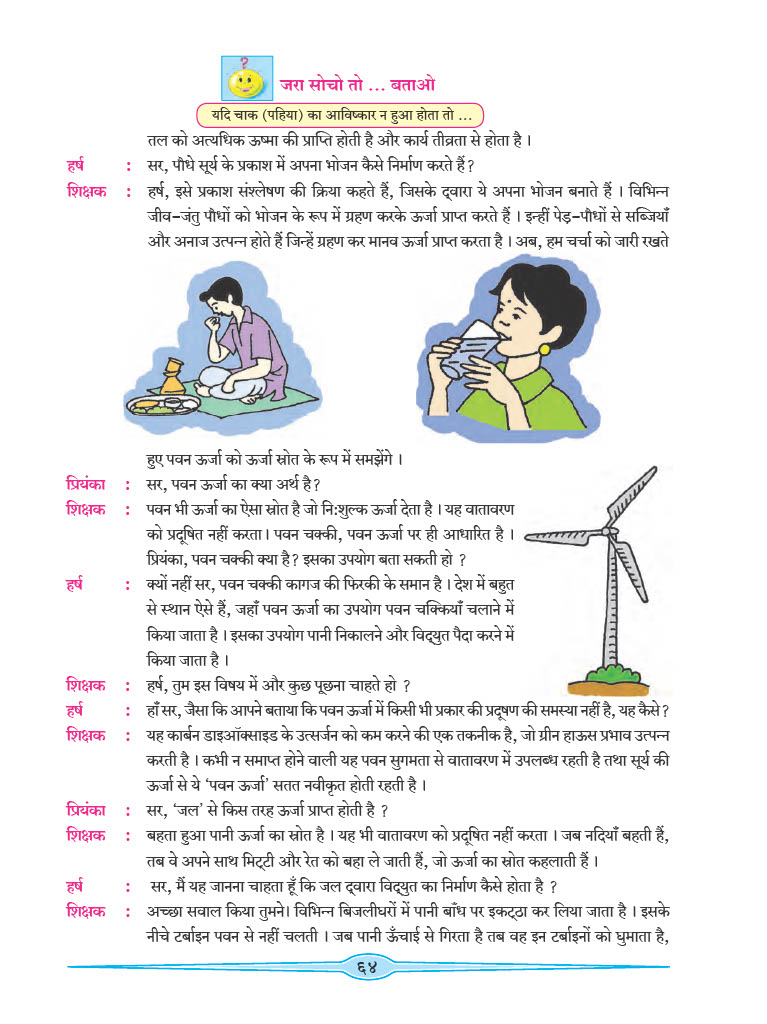 ?
जरा सोचो तो ... बताओ
यदि चाक (पहिया) का आविष्कार न हुआ होता तो ...
तल को अत्यधिक ऊष्मा की प्राप्ति होती है और कार्य तीव्रता से होता है ।
हर्ष : सर, पौधे सूर्य के प्रकाश में अपना भोजन कैसे निर्माण करते हैं?
शिक्षक : हर्ष, इसे प्रकाश संश्लेषण की क्रिया कहते हैं, जिसके द्वारा ये अपना भोजन बनाते हैं । विभिन्न
जीव-जंतु पौधों को भोजन के रूप में ग्रहण करके ऊर्जा प्राप्त करते हैं । इन्हीं पेड़-पौधों से सब्जियाँ
और अनाज उत्पन्न होते हैं जिन्हें ग्रहण कर मानव ऊर्जा प्राप्त करता है । अब, हम चर्चा को जारी रखते
हुए पवन ऊर्जा को ऊर्जा स्रोत के रूप में समझेंगे ।
प्रियंका : सर, पवन ऊर्जा का क्या अर्थ है?
शिक्षक : पवन भी ऊर्जा का ऐसा स्रोत है जो नि:शुल्क ऊर्जा देता है । यह वातावरण
को प्रदूषित नहीं करता। पवन चक्की, पवन ऊर्जा पर ही आधारित है ।
प्रियंका, पवन चक्की क्या है? इसका उपयोग बता सकती हो ?
हर्ष : क्यों नहीं सर, पवन चक्की कागज की फिरकी के समान है । देश में बहुत
से स्थान ऐसे हैं, जहाँ पवन ऊर्जा का उपयोग पवन चक्कियाँ चलाने में
किया जाता है । इसका उपयोग पानी निकालने और विद्युत पैदा करने में
किया जाता है ।
शिक्षक : हर्ष, तुम इस विषय में और कुछ पूछना चाहते हो ?
हर्ष : हाँ सर, जैसा कि आपने बताया कि पवन ऊर्जा में किसी भी प्रकार की प्रदूषण की समस्या नहीं है, यह कैसे?
शिक्षक : यह कार्बन डाइऑक्साइड के उत्सर्जन को कम करने की एक तकनीक है, जो ग्रीन हाऊस प्रभाव उत्पन्न
करती है । कभी न समाप्त होने वाली यह पवन सुगमता से वातावरण में उपलब्ध रहती है तथा सूर्य की
ऊर्जा से ये ‘पवन ऊर्जा’ सतत नवीकृत होती रहती है ।
प्रियंका : सर, ‘जल’ से किस तरह ऊर्जा प्राप्त होती है ?
शिक्षक : बहता हुआ पानी ऊर्जा का स्रोत है । यह भी वातावरण को प्रदूषित नहीं करता । जब नदियाँ बहती हैं,
तब वे अपने साथ मिट्टी और रेत को बहा ले जाती हैं, जो ऊर्जा का स्रोत कहलाती हैं ।
हर्ष : सर, मैं यह जानना चाहता हूँ कि जल द्वारा विद्युत का निर्माण कैसे होता है ?
शिक्षक : अच्छा सवाल किया तुमने। विभिन्न बिजलीघरों में पानी बाँध पर इकट्ठा कर लिया जाता है । इसके
नीचे टर्बाइन पवन से नहीं चलती । जब पानी ऊँचाई से गिरता है तब वह इन टर्बाइनों को घुमाता है,
६४